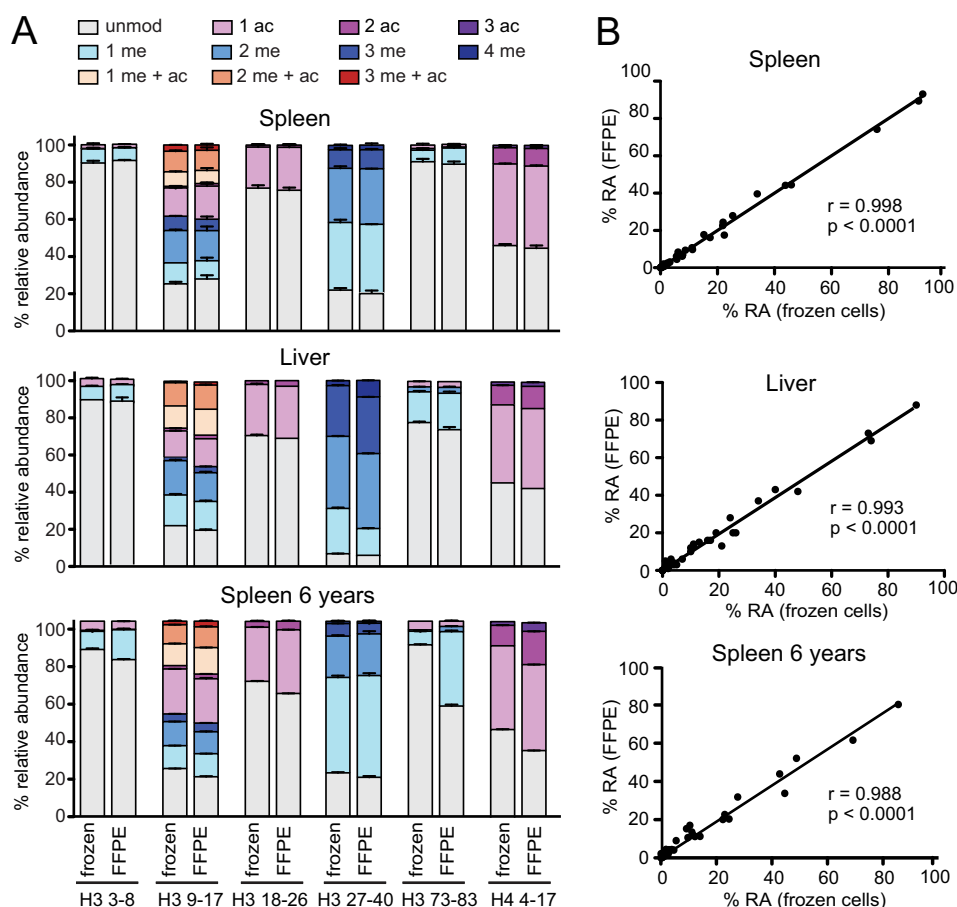 A
unmod 1 ac 2 ac 3 ac
1 me 2 me 3 me 4 me
1 me + ac 2 me + ac 3 me + ac
Spleen
% relative abundance
100
80
60
40
20
0
Liver
% relative abundance
100
80
60
40
20
0
Spleen 6 years
% relative abundance
100
80
60
40
20
0
frozen FFPE frozen FFPE frozen FFPE frozen FFPE frozen FFPE frozen FFPE
H3 3-8 H3 9-17 H3 18-26 H3 27-40 H3 73-83 H4 4-17
B
Spleen
% RA (FFPE)
100
80
60
40
20
0
r = 0.998
p < 0.0001
0 20 40 60 80 100
% RA (frozen cells)
Liver
% RA (FFPE)
100
80
60
40
20
0
r = 0.993
p < 0.0001
0 20 40 60 80 100
% RA (frozen cells)
Spleen 6 years
% RA (FFPE)
100
80
60
40
20
0
r = 0.988
p < 0.0001
0 20 40 60 80 100
% RA (frozen cells)